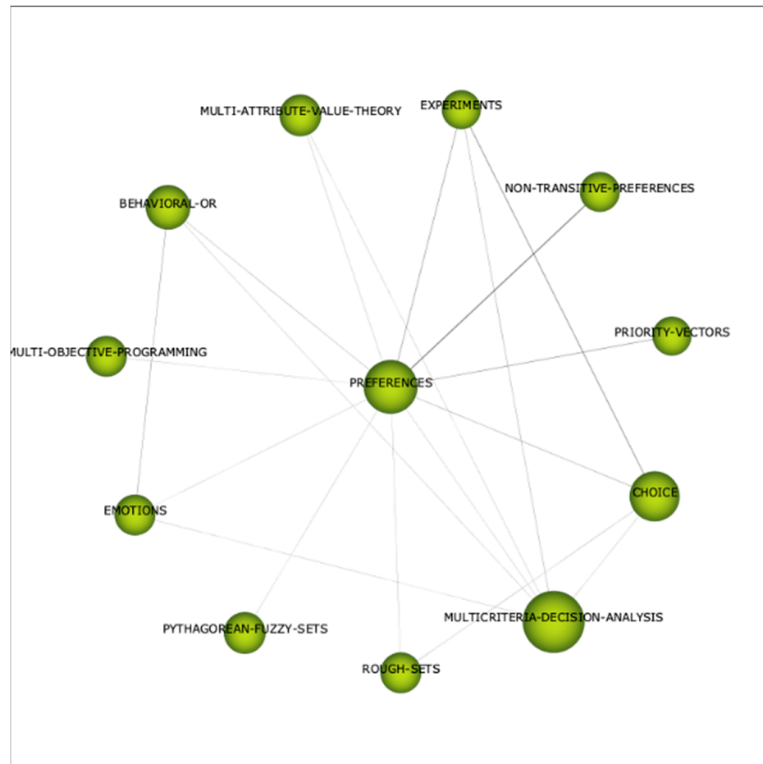 MULTI-ATTRIBUTE-VALUE-THEORY
EXPERIMENTS
NON-TRANSITIVE-PREFERENCES
BEHAVIORAL-OR
PRIORITY-VECTORS
MULTI-OBJECTIVE-PROGRAMMING
PREFERENCES
CHOICE
EMOTIONS
MULTICRITERIA-DECISION-ANALYSIS
PYTHAGOREAN-FUZZY-SETS
ROUGH-SETS